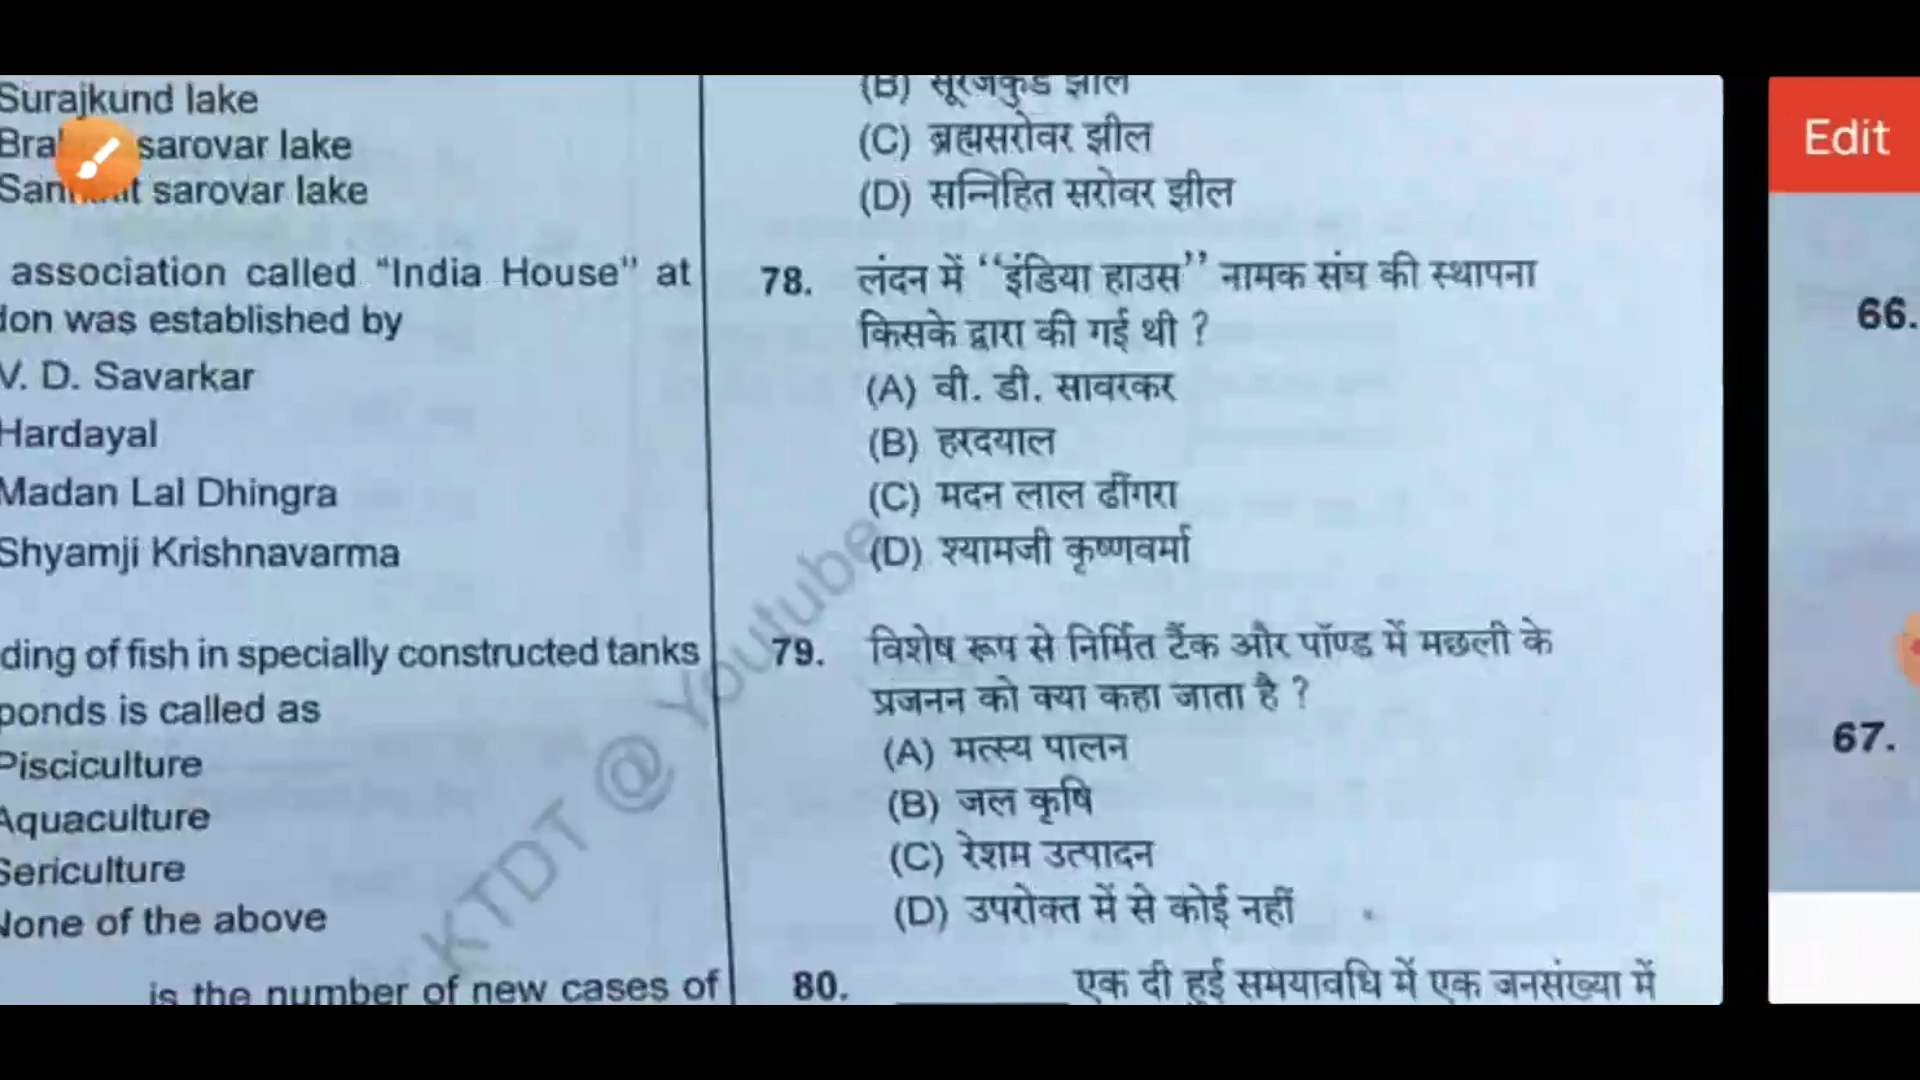 Surajkund lake
sarovar lake
sarovar lake
association called "India House" at
was established by
V. D. Savarkar
Hardayal
Madan Lal Dhingra
Shyamji Krishnavarma
of fish in specially constructed tanks
ponds is called as
Pisciculture
Aquaculture
Sericulture
None of the above
is the number of new cases of
(B) सूरजकुंड झील
(C) ब्रह्मसरोवर झील
(D) सन्निहित सरोवर झील
78. लंदन में ‘‘इंडिया हाउस’’ नामक संघ की स्थापना
किसके द्वारा की गई थी ?
(A) वी. डी. सावरकर
(B) हरदयाल
(C) मदन लाल ढींगरा
(D) श्यामजी कृष्णवर्मा
79. विशेष रूप से निर्मित टैंक और पॉण्ड में मछली के
प्रजनन को क्या कहा जाता है ?
(A) मत्स्य पालन
(B) जल कृषि
(C) रेशम उत्पादन
(D) उपरोक्त में से कोई नहीं
80. ________ एक दी हुई समयावधि में एक जनसंख्या में
KTDT @ Youtube
Edit
66.
67.